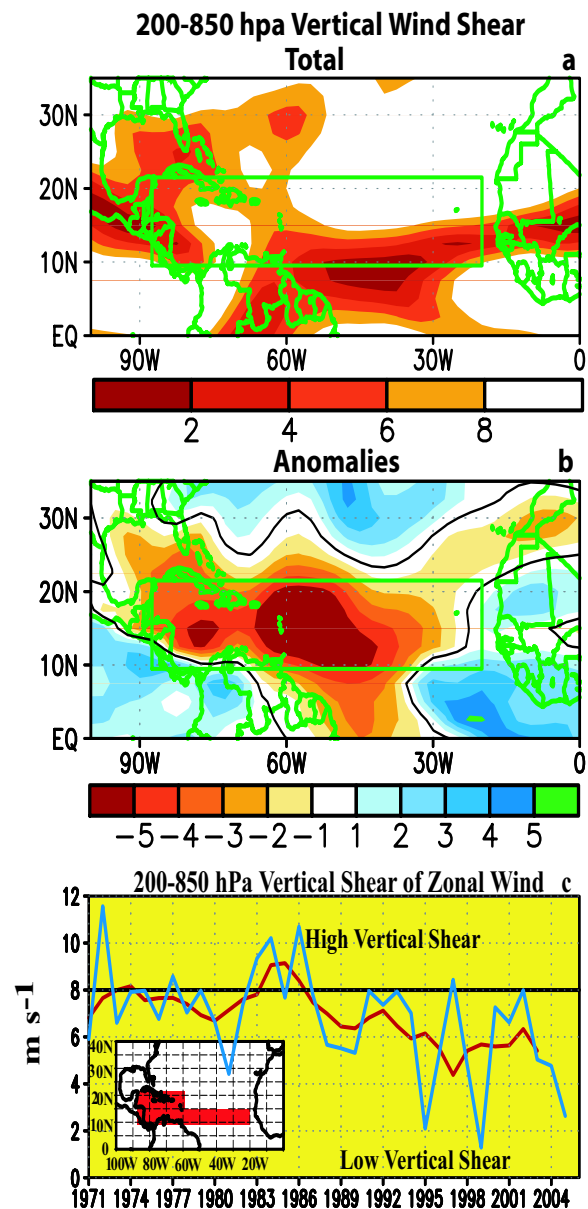 200-850 hpa Vertical Wind Shear
Total a
30N
20N
10N
EQ
90W 60W 30W 0
2 4 6 8
Anomalies b
30N
20N
10N
EQ
90W 60W 30W 0
-5 -4 -3 -2 -1 1 2 3 4 5
200-850 hPa Vertical Shear of Zonal Wind c
12
10
8
6
4
2
0
m s-1
High Vertical Shear
Low Vertical Shear
40N
30N
20N
10N
0
100W 80W 60W 40W 20W
1971 1974 1977 1980 1983 1986 1989 1992 1995 1998 2001 2004